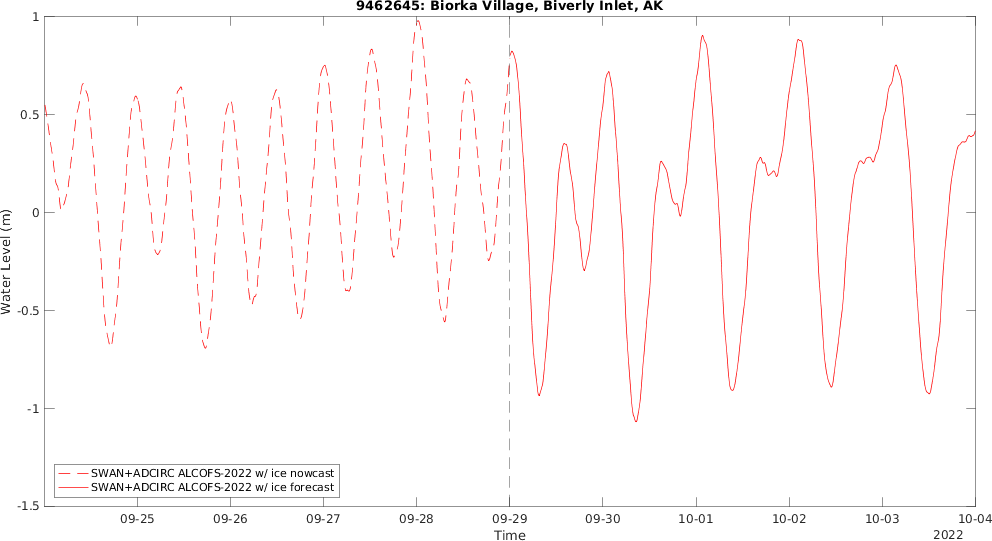 9462645: Biorka Village, Biverly Inlet, AK
Water Level (m)
1
0.5
0
-0.5
-1
-1.5
SWAN+ADCIRC ALCOFS-2022 w/ ice nowcast
SWAN+ADCIRC ALCOFS-2022 w/ ice forecast
09-25 09-26 09-27 09-28 09-29 09-30 10-01 10-02 10-03 10-04
Time
2022